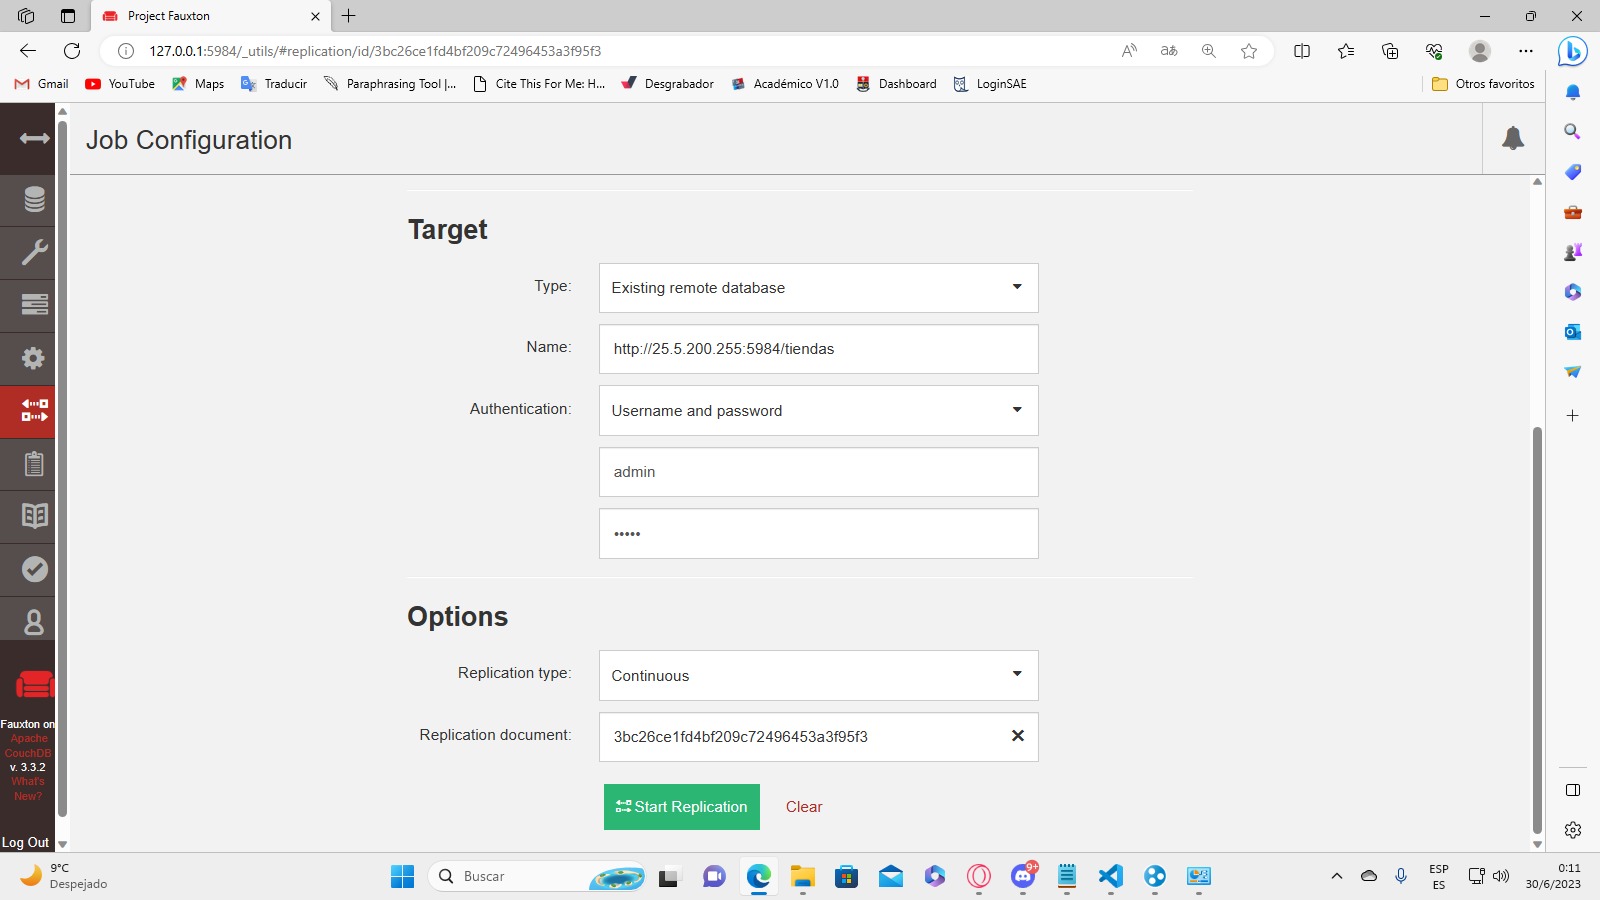 Project Fauxton
127.0.0.1:5984/_utils/#replication/id/3bc26ce1fd4bf209c72496453a3f95f3
Gmail YouTube Maps Traducir Paraphrasing Tool |... Cite This For Me: H... Desgrabador Académico V1.0 Dashboard LoginSAE Otros favoritos
Job Configuration
Target
Type: Existing remote database
Name: http://25.5.200.255:5984/tiendas
Authentication: Username and password
admin
•••••
Options
Replication type: Continuous
Replication document: 3bc26ce1fd4bf209c72496453a3f95f3
Start Replication Clear
Fauxton on
Apache
CouchDB
v. 3.3.2
What's
New?
Log Out
9°C
Despejado
Buscar
9+
ESP
ES
0:11
30/6/2023